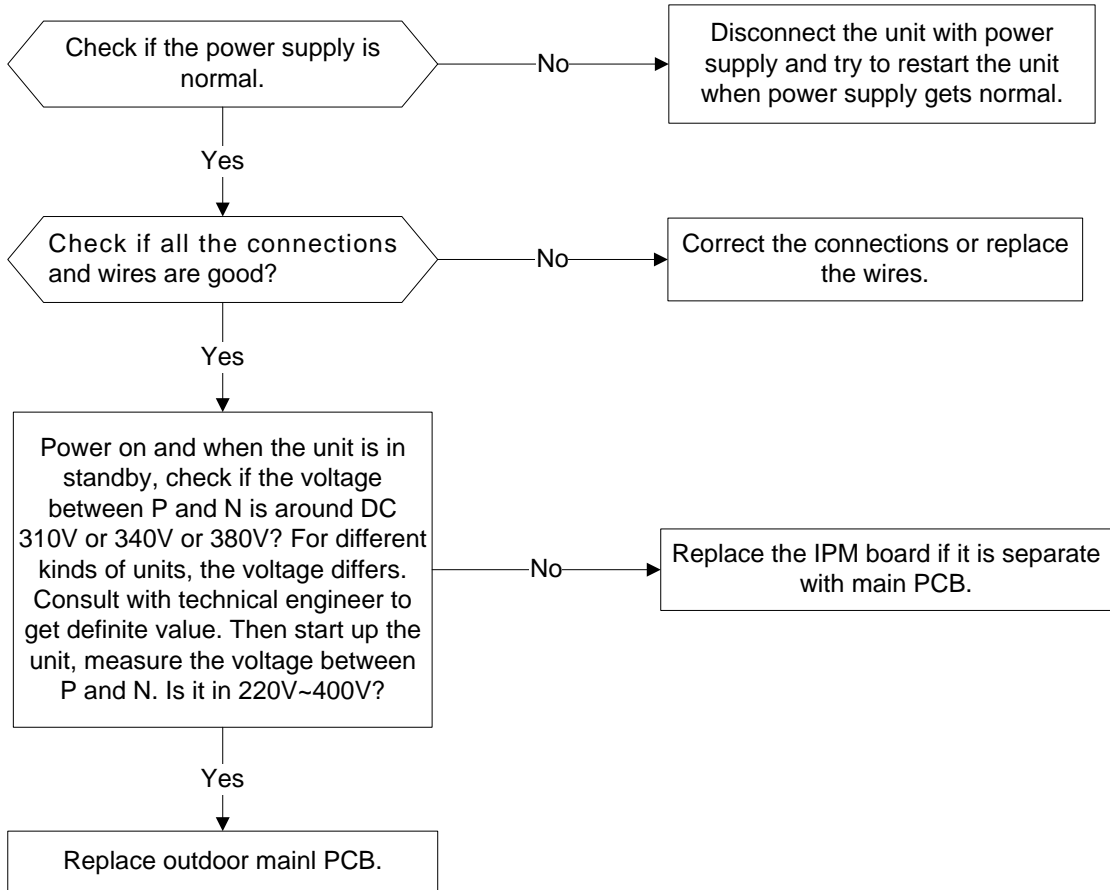 Check if the power supply is
normal.
No
Disconnect the unit with power
supply and try to restart the unit
when power supply gets normal.
Yes
Check if all the connections
and wires are good?
No
Correct the connections or replace
the wires.
Yes
Power on and when the unit is in
standby, check if the voltage
between P and N is around DC
310V or 340V or 380V? For different
kinds of units, the voltage differs.
Consult with technical engineer to
get definite value. Then start up the
unit, measure the voltage between
P and N. Is it in 220V~400V?
No
Replace the IPM board if it is separate
with main PCB.
Yes
Replace outdoor mainl PCB.